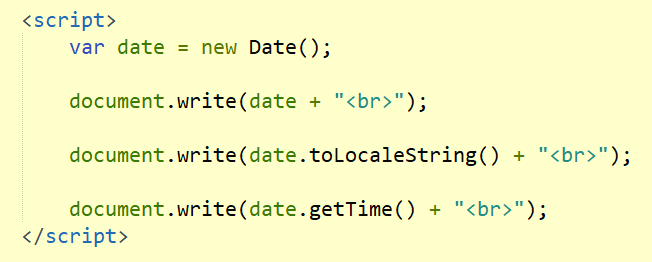 <script>
var date = new Date();
document.write(date + "<br>");
document.write(date.toLocaleString() + "<br>");
document.write(date.getTime() + "<br>");
</script>